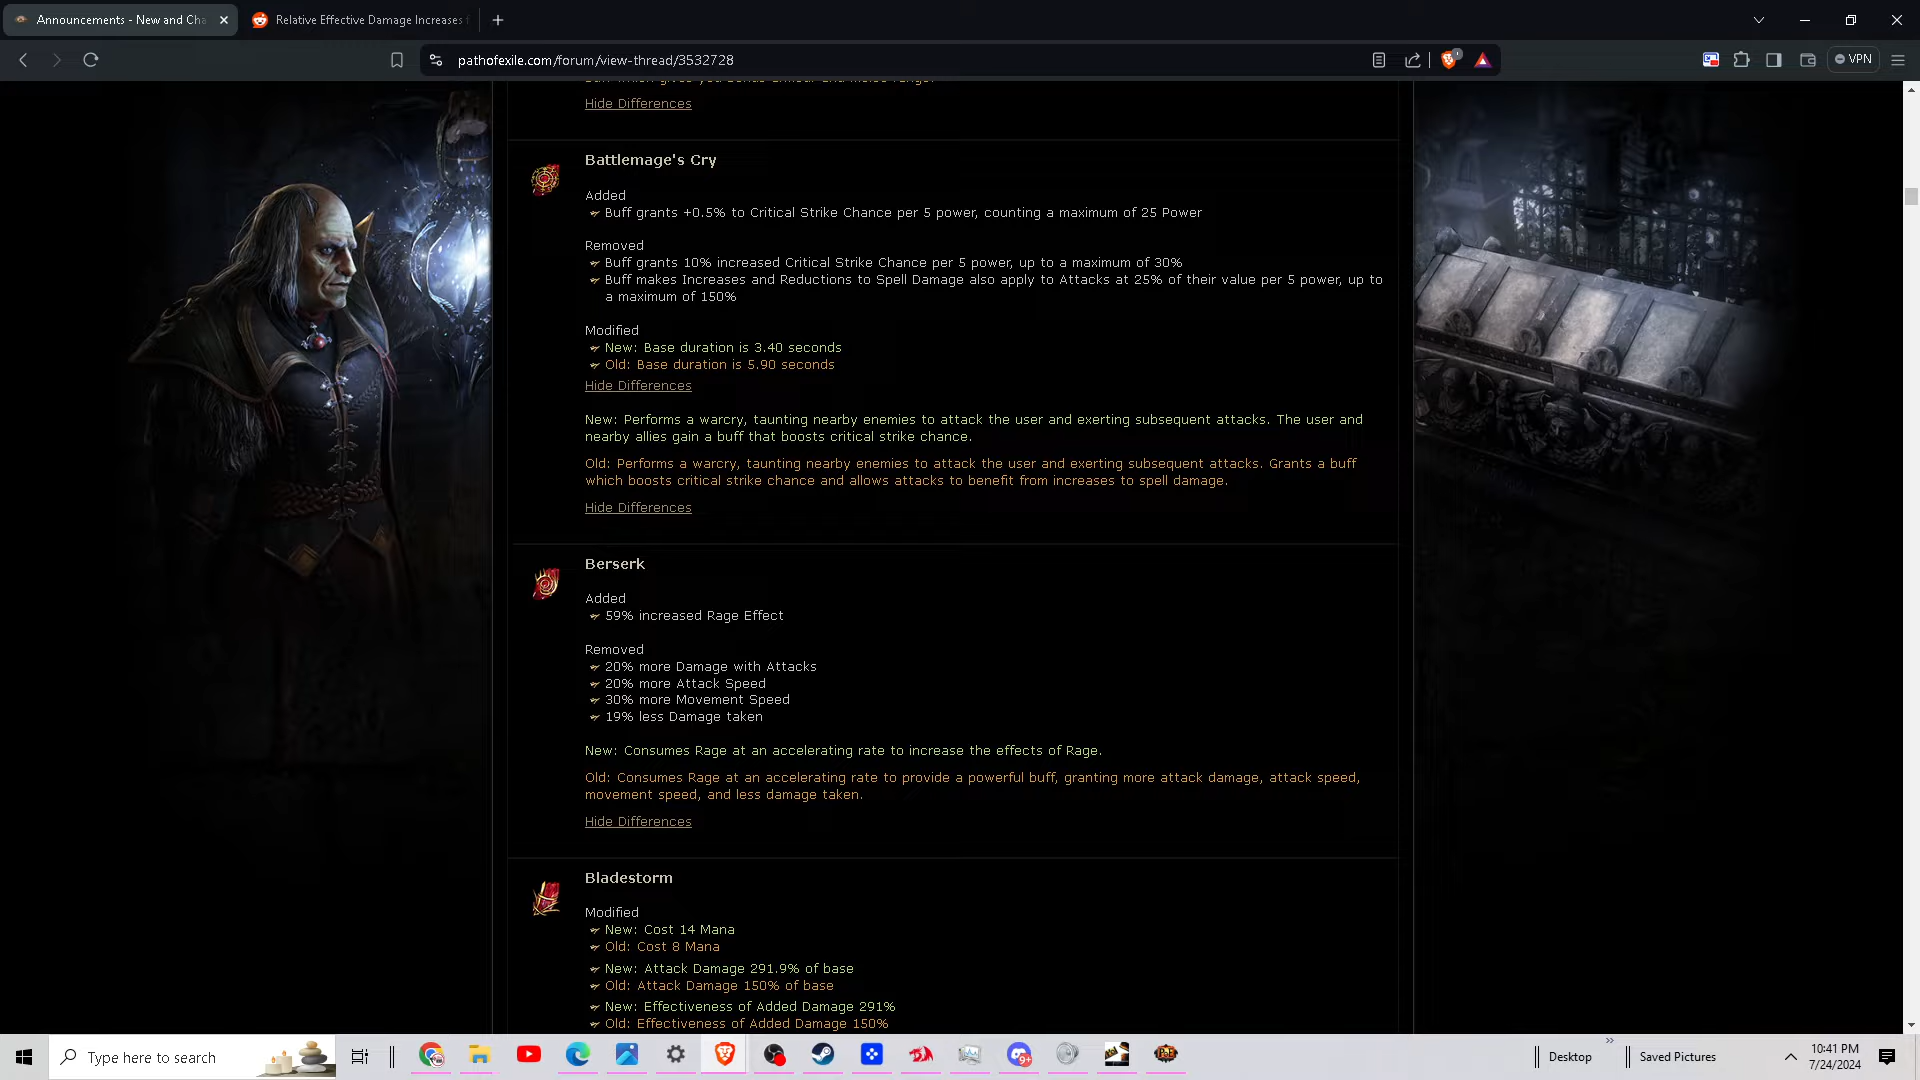 Announcements - New and Cha
Relative Effective Damage Increases f
pathofexile.com/forum/view-thread/3532728
VPN
Hide Differences
Battlemage's Cry
Added
Buff grants +0.5% to Critical Strike Chance per 5 power, counting a maximum of 25 Power
Removed
Buff grants 10% increased Critical Strike Chance per 5 power, up to a maximum of 30%
Buff makes Increases and Reductions to Spell Damage also apply to Attacks at 25% of their value per 5 power, up to
a maximum of 150%
Modified
New: Base duration is 3.40 seconds
Old: Base duration is 5.90 seconds
Hide Differences
New: Performs a warcry, taunting nearby enemies to attack the user and exerting subsequent attacks. The user and
nearby allies gain a buff that boosts critical strike chance.
Old: Performs a warcry, taunting nearby enemies to attack the user and exerting subsequent attacks. Grants a buff
which boosts critical strike chance and allows attacks to benefit from increases to spell damage.
Hide Differences
Berserk
Added
59% increased Rage Effect
Removed
20% more Damage with Attacks
20% more Attack Speed
30% more Movement Speed
19% less Damage taken
New: Consumes Rage at an accelerating rate to increase the effects of Rage.
Old: Consumes Rage at an accelerating rate to provide a powerful buff, granting more attack damage, attack speed,
movement speed, and less damage taken.
Hide Differences
Bladestorm
Modified
New: Cost 14 Mana
Old: Cost 8 Mana
New: Attack Damage 291.9% of base
Old: Attack Damage 150% of base
New: Effectiveness of Added Damage 291%
Old: Effectiveness of Added Damage 150%
Type here to search
9+
Desktop
Saved Pictures
10:41 PM
7/24/2024